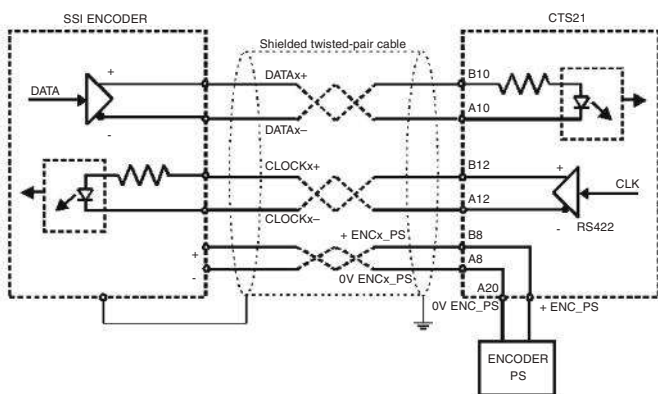 SSI ENCODER
CTS21
Shielded twisted-pair cable
+
DATAx+
B10
DATA
A10
-
DATAx–
CLOCKx+
B12
+
CLK
A12
CLOCKx–
-
RS422
+ ENCx_PS
B8
+
A8
-
0V ENCx_PS
A20
0V ENC_PS
+ ENC_PS
ENCODER
PS